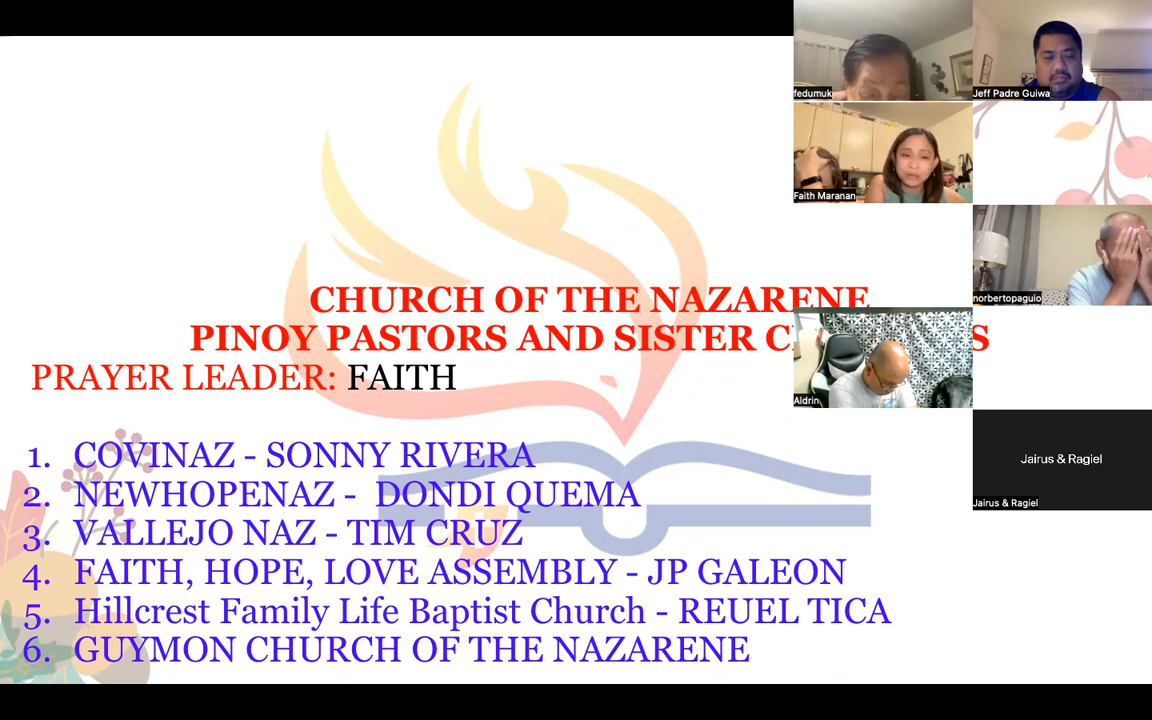 fedumuk
Jeff Padre Guiwa
Faith Maranan
norbertopaguio
CHURCH OF THE NAZARENE
PINOY PASTORS AND SISTER C S
Aldrin
PRAYER LEADER: FAITH
Jairus & Ragiel
Jairus & Ragiel
1. COVINAZ - SONNY RIVERA
2. NEWHOPENAZ - DONDI QUEMA
3. VALLEJO NAZ - TIM CRUZ
4. FAITH, HOPE, LOVE ASSEMBLY - JP GALEON
5. Hillcrest Family Life Baptist Church - REUEL TICA
6. GUYMON CHURCH OF THE NAZARENE